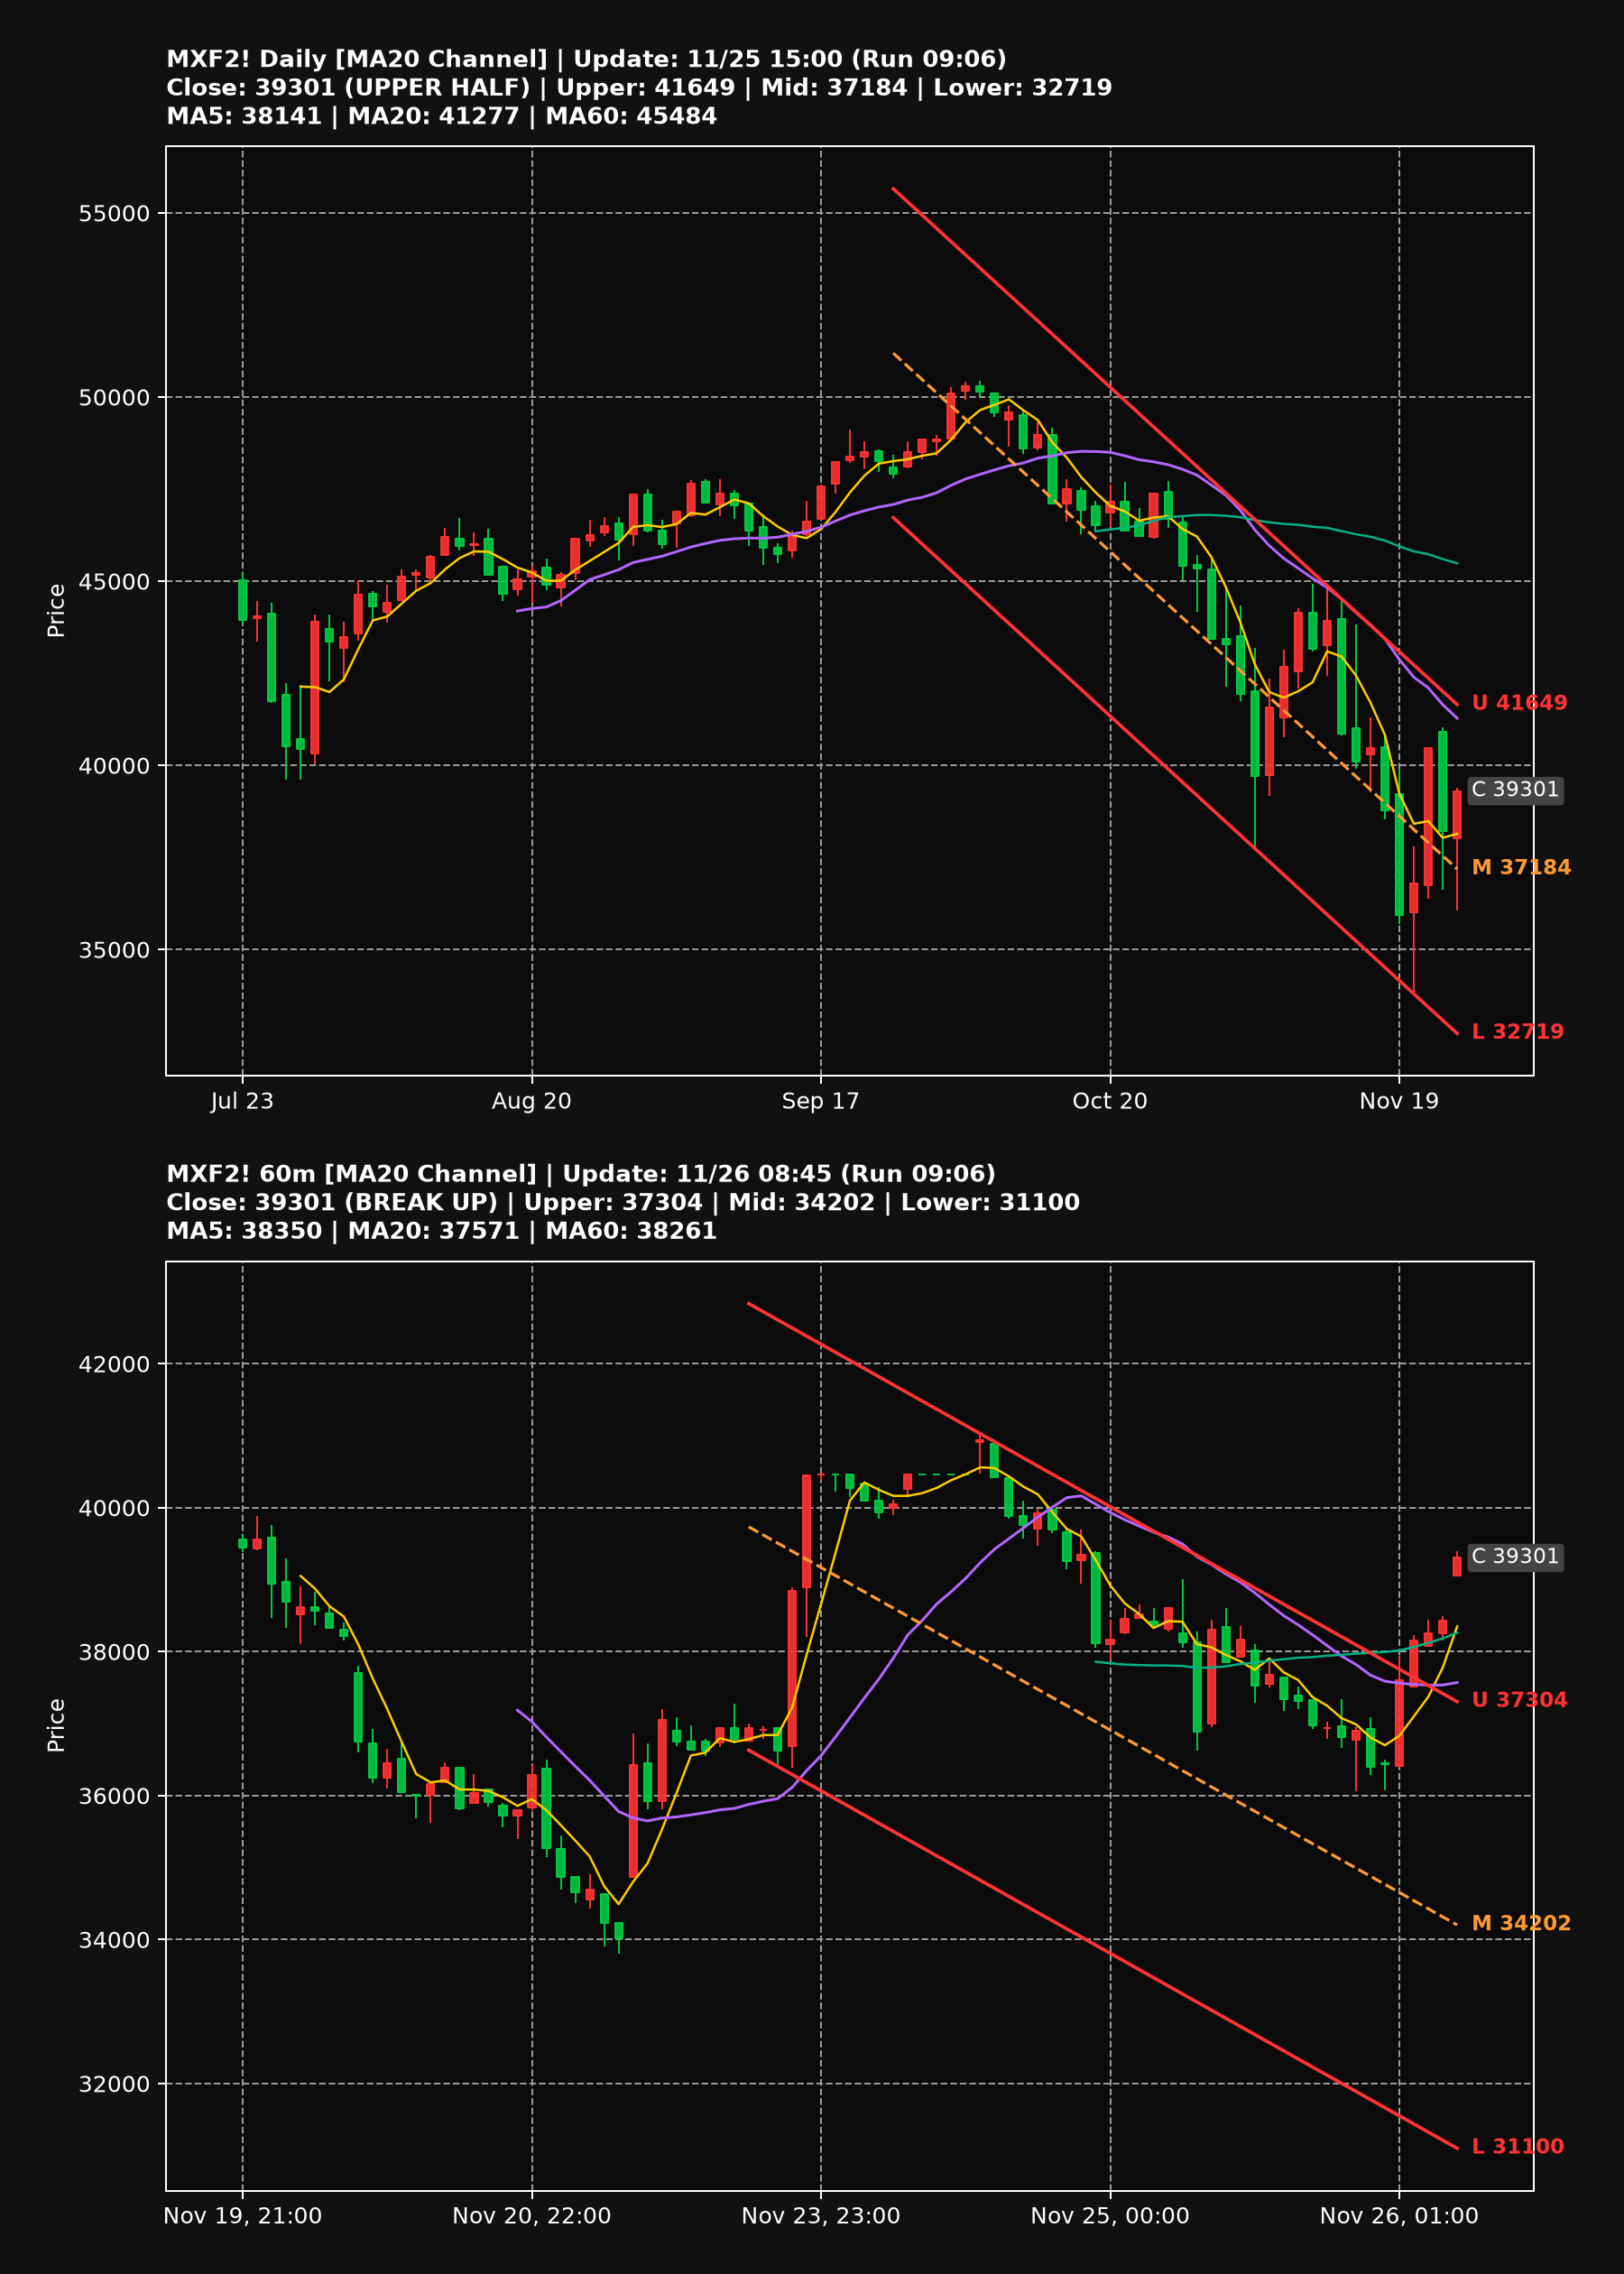 MXF2! Daily [MA20 Channel] | Update: 11/25 15:00 (Run 09:06)
Close: 39301 (UPPER HALF) | Upper: 41649 | Mid: 37184 | Lower: 32719
MA5: 38141 | MA20: 41277 | MA60: 45484
Price
55000
50000
45000
40000
35000
U 41649
C 39301
M 37184
L 32719
Jul 23
Aug 20
Sep 17
Oct 20
Nov 19
MXF2! 60m [MA20 Channel] | Update: 11/26 08:45 (Run 09:06)
Close: 39301 (BREAK UP) | Upper: 37304 | Mid: 34202 | Lower: 31100
MA5: 38350 | MA20: 37571 | MA60: 38261
Price
42000
40000
38000
36000
34000
32000
C 39301
U 37304
M 34202
L 31100
Nov 19, 21:00
Nov 20, 22:00
Nov 23, 23:00
Nov 25, 00:00
Nov 26, 01:00